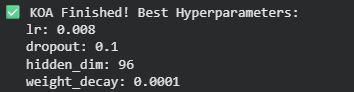 ✅ KOA Finished! Best Hyperparameters:
lr: 0.008
dropout: 0.1
hidden_dim: 96
weight_decay: 0.0001